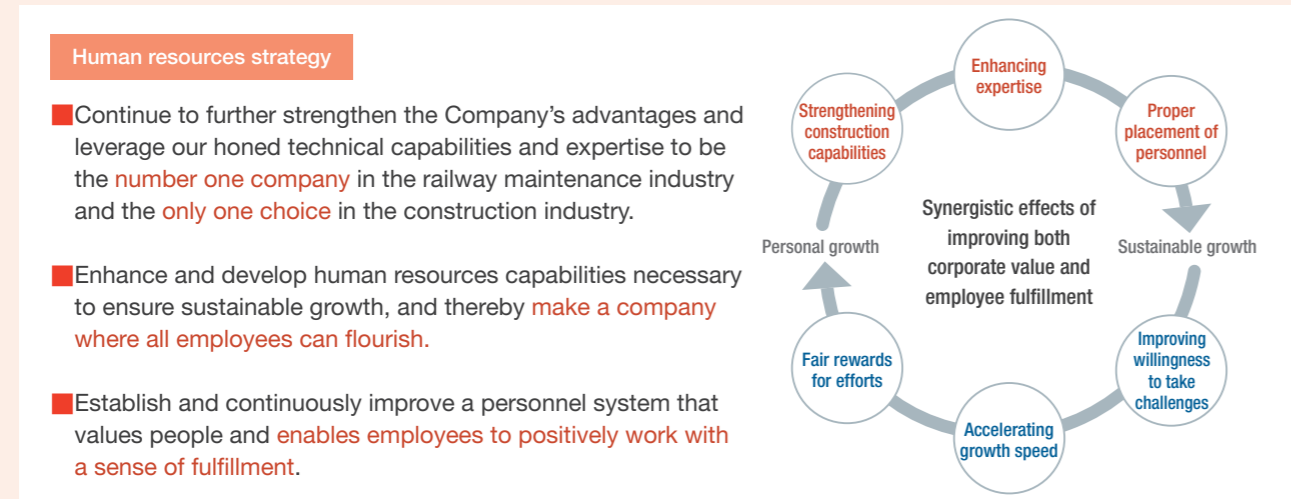 Human resources strategy
■Continue to further strengthen the Company’s advantages and
leverage our honed technical capabilities and expertise to be
the number one company in the railway maintenance industry
and the only one choice in the construction industry.
■Enhance and develop human resources capabilities necessary
to ensure sustainable growth, and thereby make a company
where all employees can flourish.
■Establish and continuously improve a personnel system that
values people and enables employees to positively work with
a sense of fulfillment.
Enhancing
expertise
Strengthening
construction
capabilities
Proper
placement of
personnel
Synergistic effects of
improving both
corporate value and
employee fulfillment
Personal growth
Sustainable growth
Fair rewards
for efforts
Improving
willingness
to take
challenges
Accelerating
growth speed